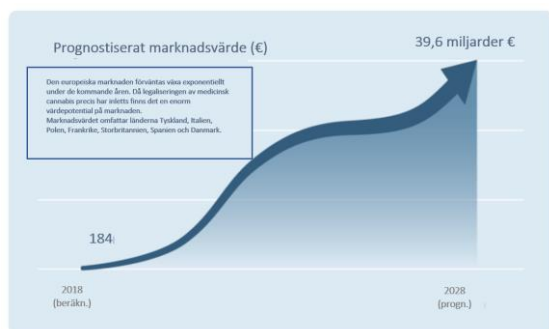 Prognostiserat marknadsvärde (€)
39,6 miljarder €
Den europeiska marknaden förväntas växa exponentiellt
under de kommande åren. Då legaliseringen av medicinsk
cannabis precis har inletts finns det en enorm
värdepotential på marknaden.
Marknadsvärdet omfattar länderna Tyskland, Italien,
Polen, Frankrike, Storbritannien, Spanien och Danmark.
184
2018
(beräkn.)
2028
(progn.)